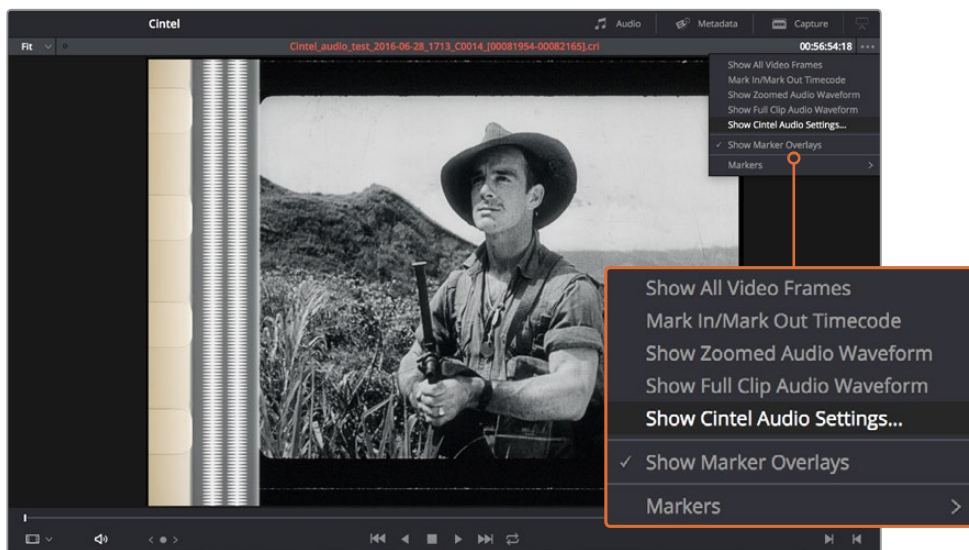 Cintel
Audio
Metadata
Capture
Fit
Cintel_audio_test_2016-06-28_1713_C0014_[00081954-00082165].cri
00:56:54:18
Show All Video Frames
Mark In/Mark Out Timecode
Show Zoomed Audio Waveform
Show Full Clip Audio Waveform
Show Cintel Audio Settings...
Show Marker Overlays
Markers
Show All Video Frames
Mark In/Mark Out Timecode
Show Zoomed Audio Waveform
Show Full Clip Audio Waveform
Show Cintel Audio Settings...
Show Marker Overlays
Markers